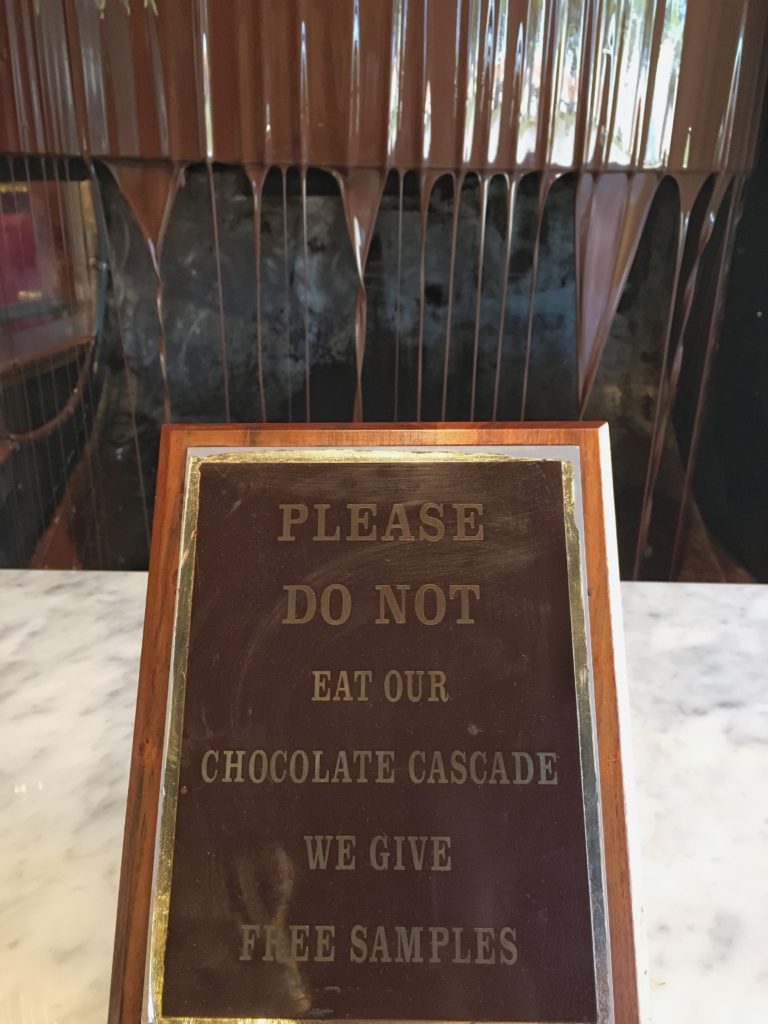 PLEASE
DO NOT
EAT OUR
CHOCOLATE CASCADE
WE GIVE
FREE SAMPLES